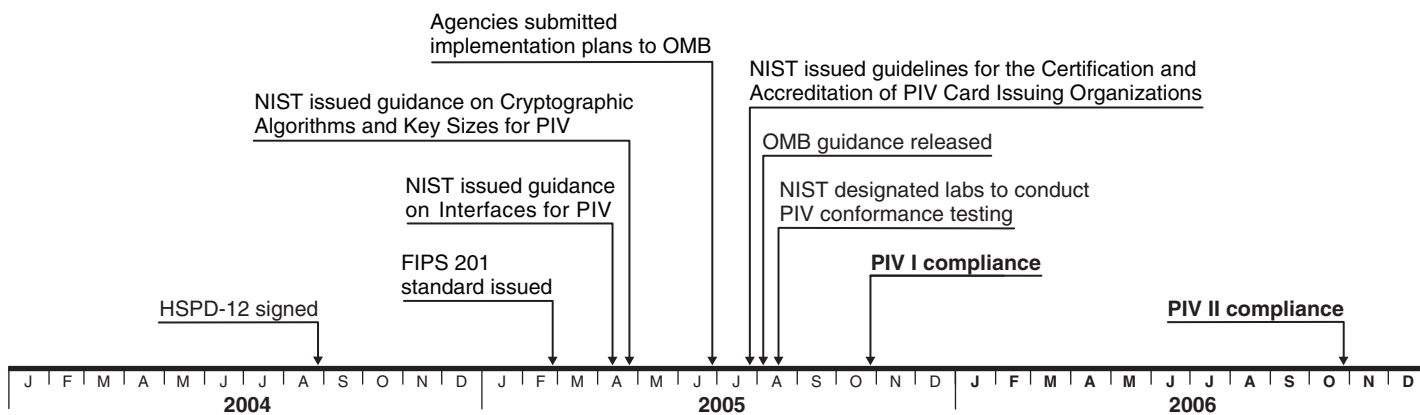 Agencies submitted
implementation plans to OMB
NIST issued guidelines for the Certification and
Accreditation of PIV Card Issuing Organizations
NIST issued guidance on Cryptographic
Algorithms and Key Sizes for PIV
OMB guidance released
NIST issued guidance
on Interfaces for PIV
NIST designated labs to conduct
PIV conformance testing
FIPS 201
standard issued
PIV I compliance
HSPD-12 signed
PIV II compliance
J F M A M J J A S O N D J F M A M J J A S O N D J F M A M J J A S O N D
2004 2005 2006